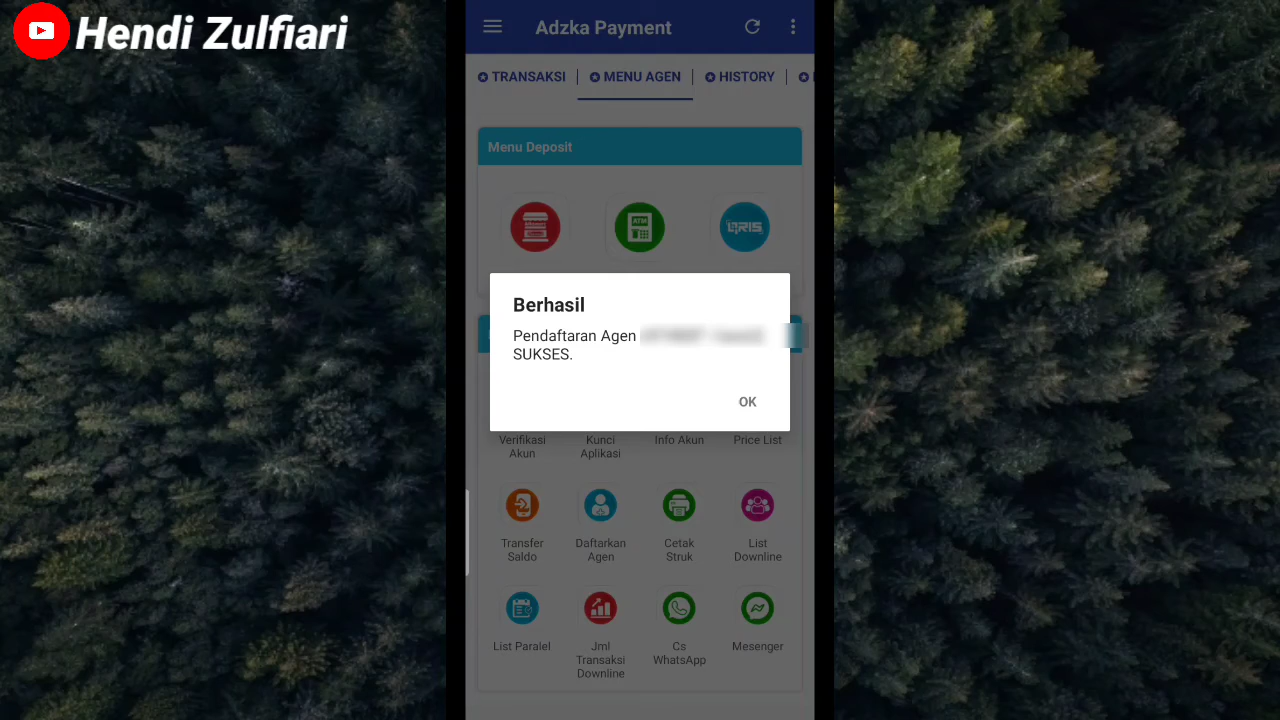 Hendi Zulfiari
Adzka Payment
TRANSAKSI
MENU AGEN
HISTORY
Menu Deposit
ATM
QRIS
Berhasil
Pendaftaran Agen
SUKSES.
OK
Verifikasi
Akun
Kunci
Aplikasi
Info Akun
Price List
Transfer
Saldo
Daftarkan
Agen
Cetak
Struk
List
Downline
List Paralel
Jml
Transaksi
Downline
Cs
WhatsApp
Mesenger